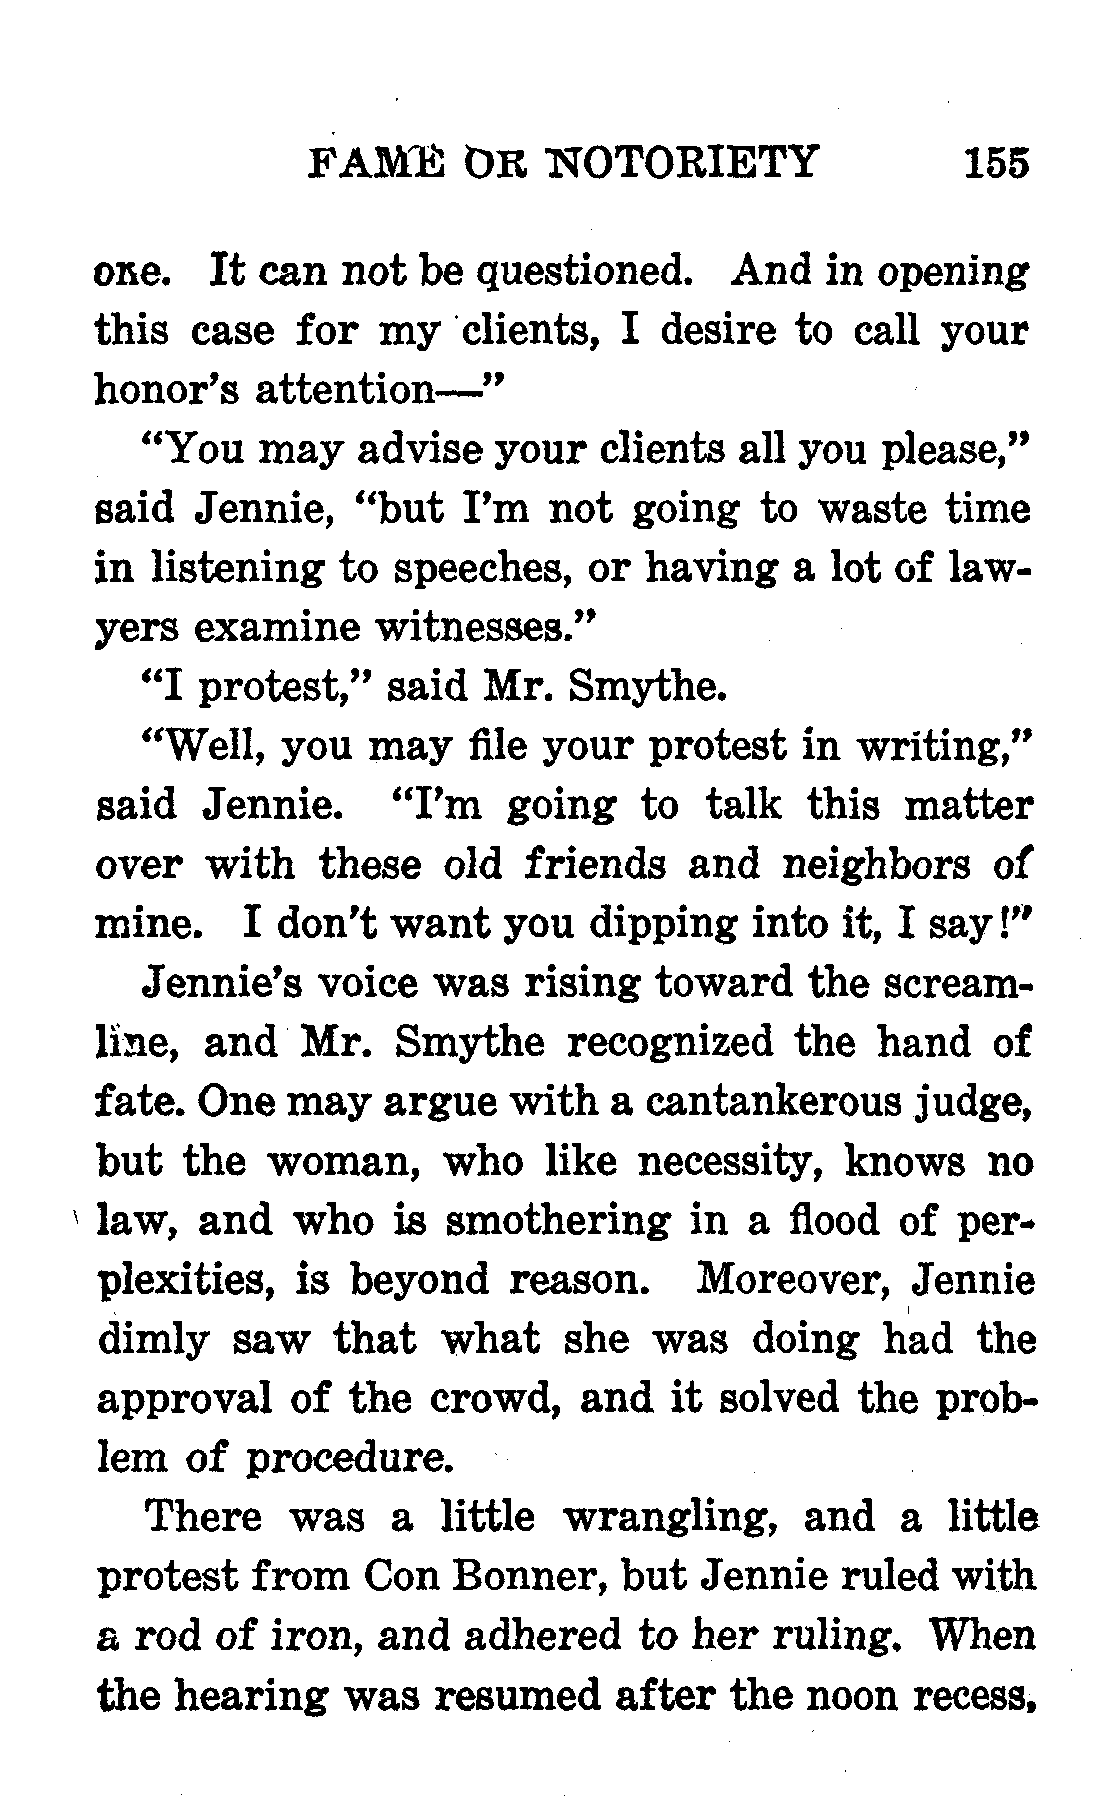 FAME OR NOTORIETY 155
one. It can not be questioned. And in opening
this case for my clients, I desire to call your
honor's attention—"
"You may advise your clients all you please,"
said Jennie, "but I'm not going to waste time
in listening to speeches, or having a lot of law-
yers examine witnesses."
"I protest," said Mr. Smythe.
"Well, you may file your protest in writing,"
said Jennie. "I'm going to talk this matter
over with these old friends and neighbors of
mine. I don't want you dipping into it, I say!"
Jennie's voice was rising toward the scream-
line, and Mr. Smythe recognized the hand of
fate. One may argue with a cantankerous judge,
but the woman, who like necessity, knows no
law, and who is smothering in a flood of per-
plexities, is beyond reason. Moreover, Jennie
dimly saw that what she was doing had the
approval of the crowd, and it solved the prob-
lem of procedure.
There was a little wrangling, and a little
protest from Con Bonner, but Jennie ruled with
a rod of iron, and adhered to her ruling. When
the hearing was resumed after the noon recess,